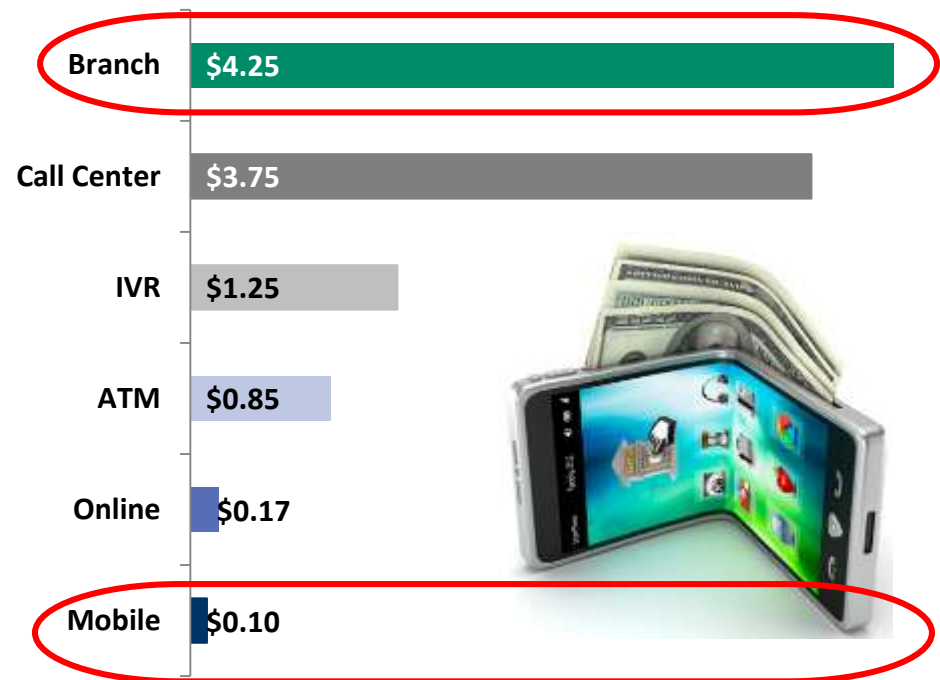 Branch $4.25
Call Center $3.75
IVR $1.25
ATM $0.85
Online $0.17
Mobile $0.10